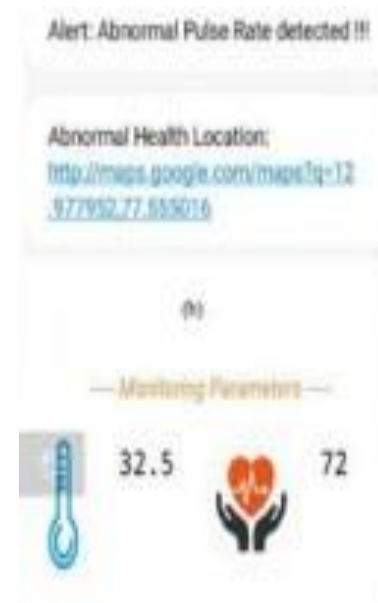 Alert: Abnormal Pulse Rate detected !!!
Abnormal Health Location:
http://maps.google.com/maps?q=12
.977952,77.555016
(b)
--- Monitoring Parameters ---
32.5
72